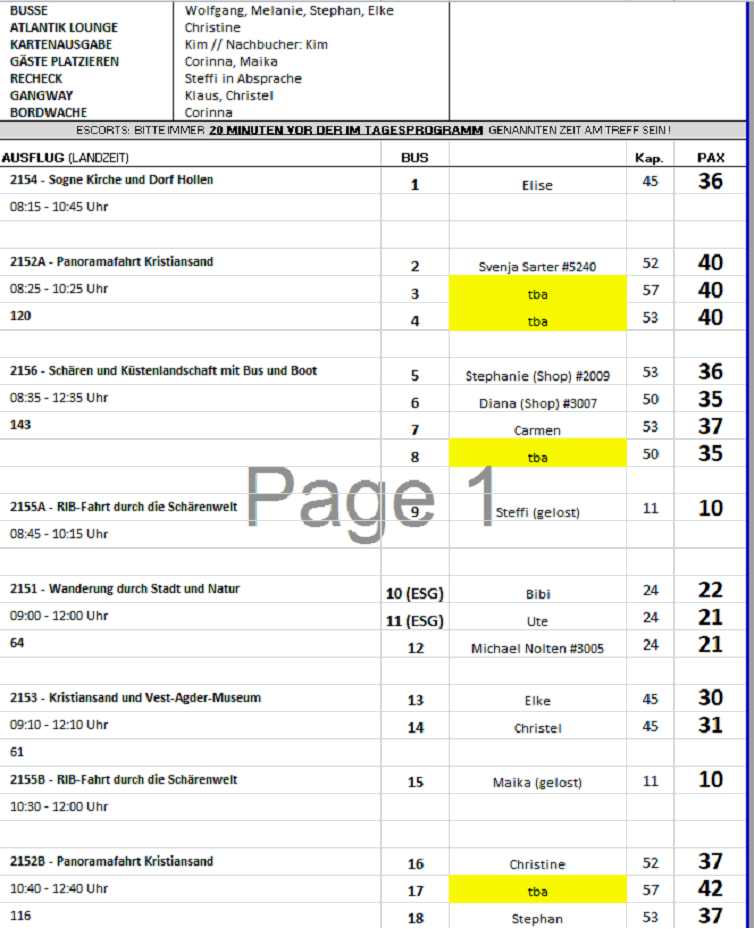 BUSSE Wolfgang, Melanie, Stephan, Elke
ATLANTIK LOUNGE Christine
KARTENAUSGABE Kim // Nachbucher: Kim
GÄSTE PLATZIEREN Corinna, Maika
RECHECK Steffi in Absprache
GANGWAY Klaus, Christel
BORDWACHE Corinna
ESCORTS: BITTE IMMER 20 MINUTEN VOR DER IM TAGESPROGRAMM GENANNTEN ZEIT AM TREFF SEIN!
AUSFLUG (LANDZEIT) BUS Kap. PAX
2154 - Sogne Kirche und Dorf Hollen 1 Elise 45 36
08:15 - 10:45 Uhr
2152A - Panoramafahrt Kristiansand 2 Svenja Sarter #5240 52 40
08:25 - 10:25 Uhr 3 tba 57 40
120 4 tba 53 40
2156 - Schären und Küstenlandschaft mit Bus und Boot 5 Stephanie (Shop) #2009 53 36
08:35 - 12:35 Uhr 6 Diana (Shop) #3007 50 35
143 7 Carmen 53 37
8 tba 50 35
Page 1
2155A - RIB-Fahrt durch die Schärenwelt 9 Steffi (gelost) 11 10
08:45 - 10:15 Uhr
2151 - Wanderung durch Stadt und Natur 10 (ESG) Bibi 24 22
09:00 - 12:00 Uhr 11 (ESG) Ute 24 21
64 12 Michael Nolten #3005 24 21
2153 - Kristiansand und Vest-Agder-Museum 13 Elke 45 30
09:10 - 12:10 Uhr 14 Christel 45 31
61
2155B - RIB-Fahrt durch die Schärenwelt 15 Maika (gelost) 11 10
10:30 - 12:00 Uhr
2152B - Panoramafahrt Kristiansand 16 Christine 52 37
10:40 - 12:40 Uhr 17 tba 57 42
116 18 Stephan 53 37